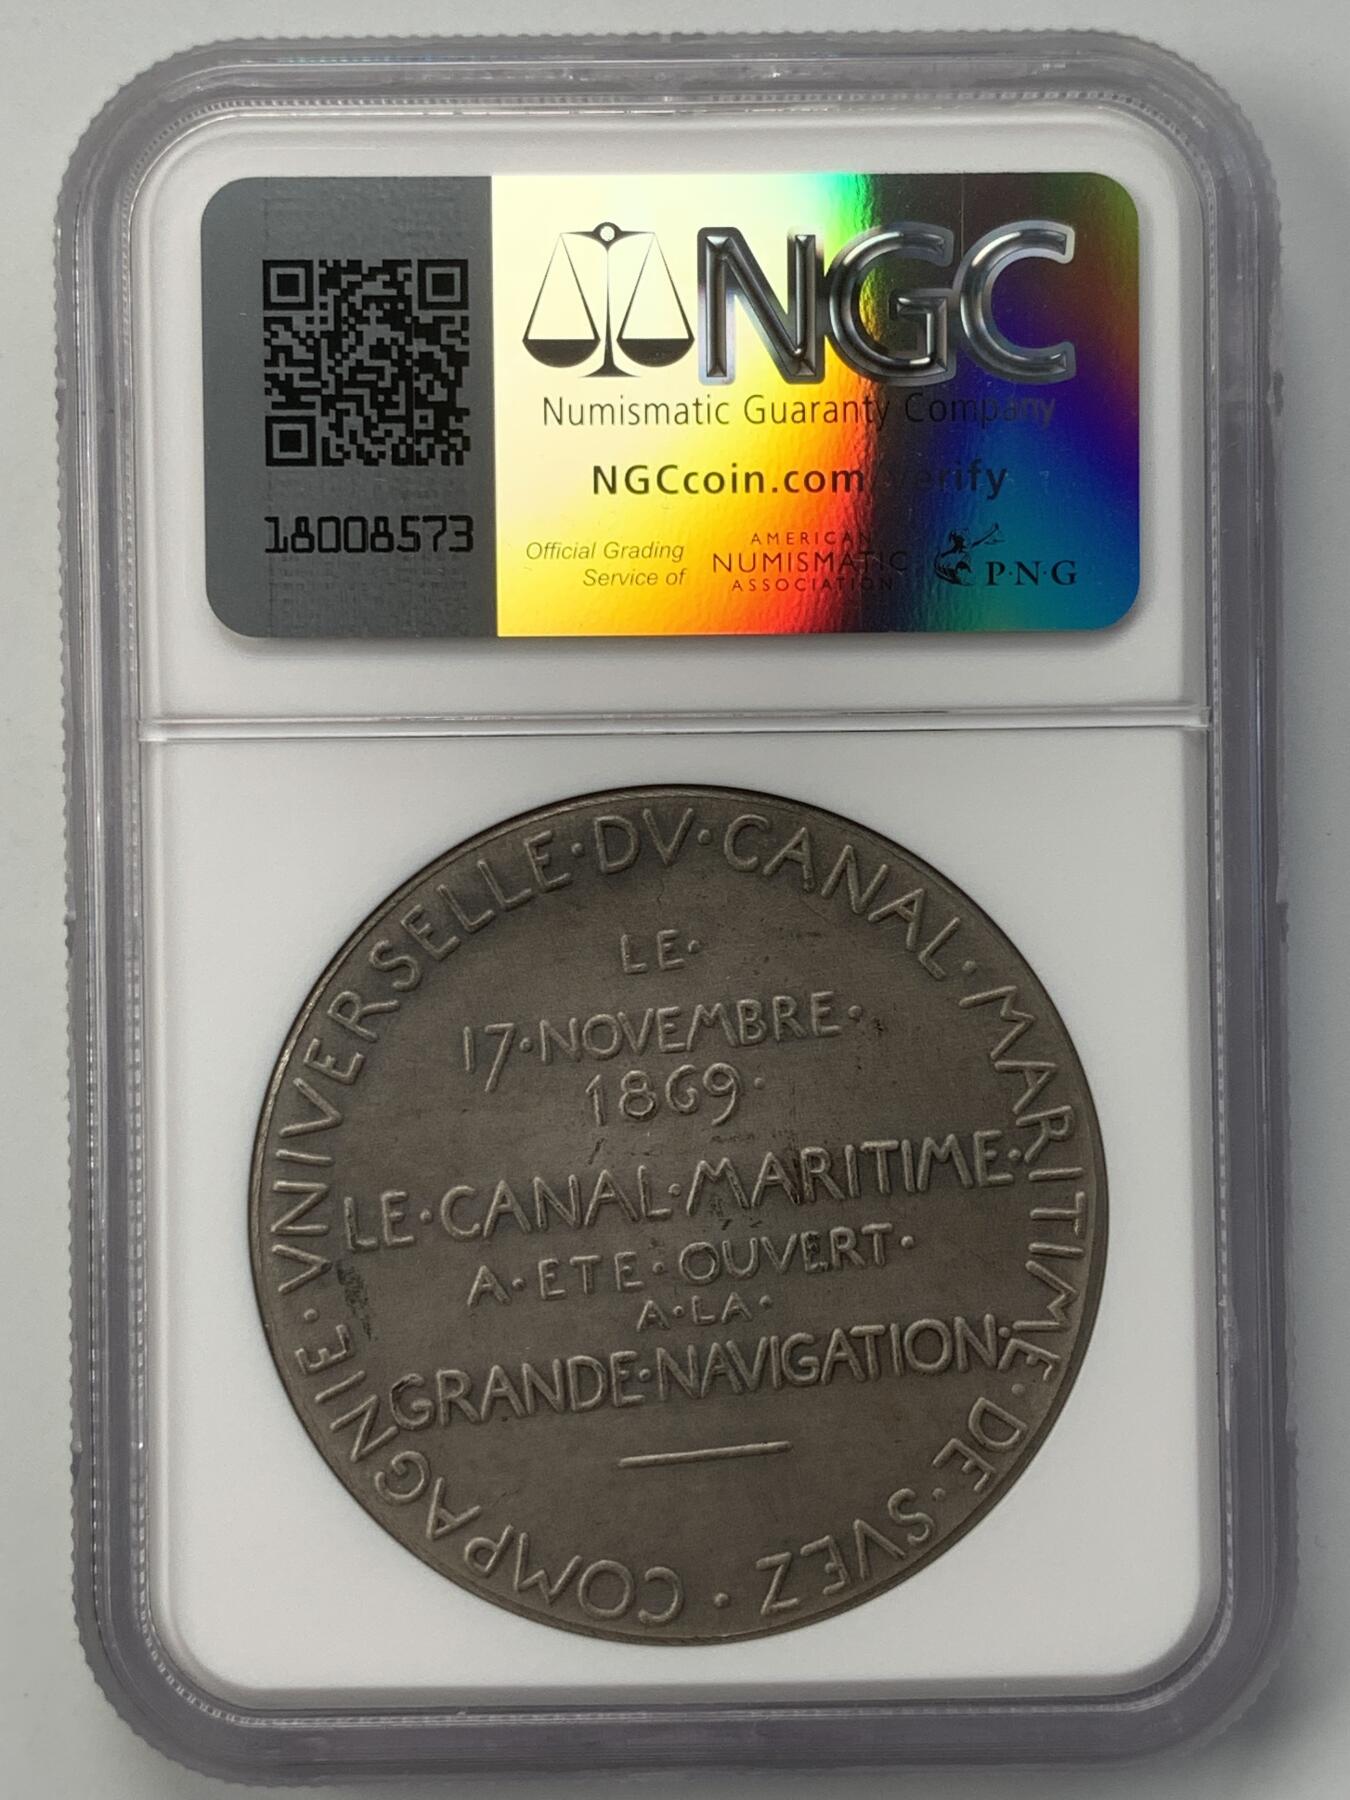 NGC
Numismatic Guaranty Company
NGCcoin.com/verify
Official Grading
Service of
AMERICAN
NUMISMATIC
ASSOCIATION
P·N·G
18008573
COMPAGNIE·VNIVERSELLE·DV·CANAL·MARITIME·DE·SVEZ·
LE·
17·NOVEMBRE·
1869·
LE·CANAL·MARITIME·
A·ETE·OUVERT·
A·LA·
GRANDE·NAVIGATION·